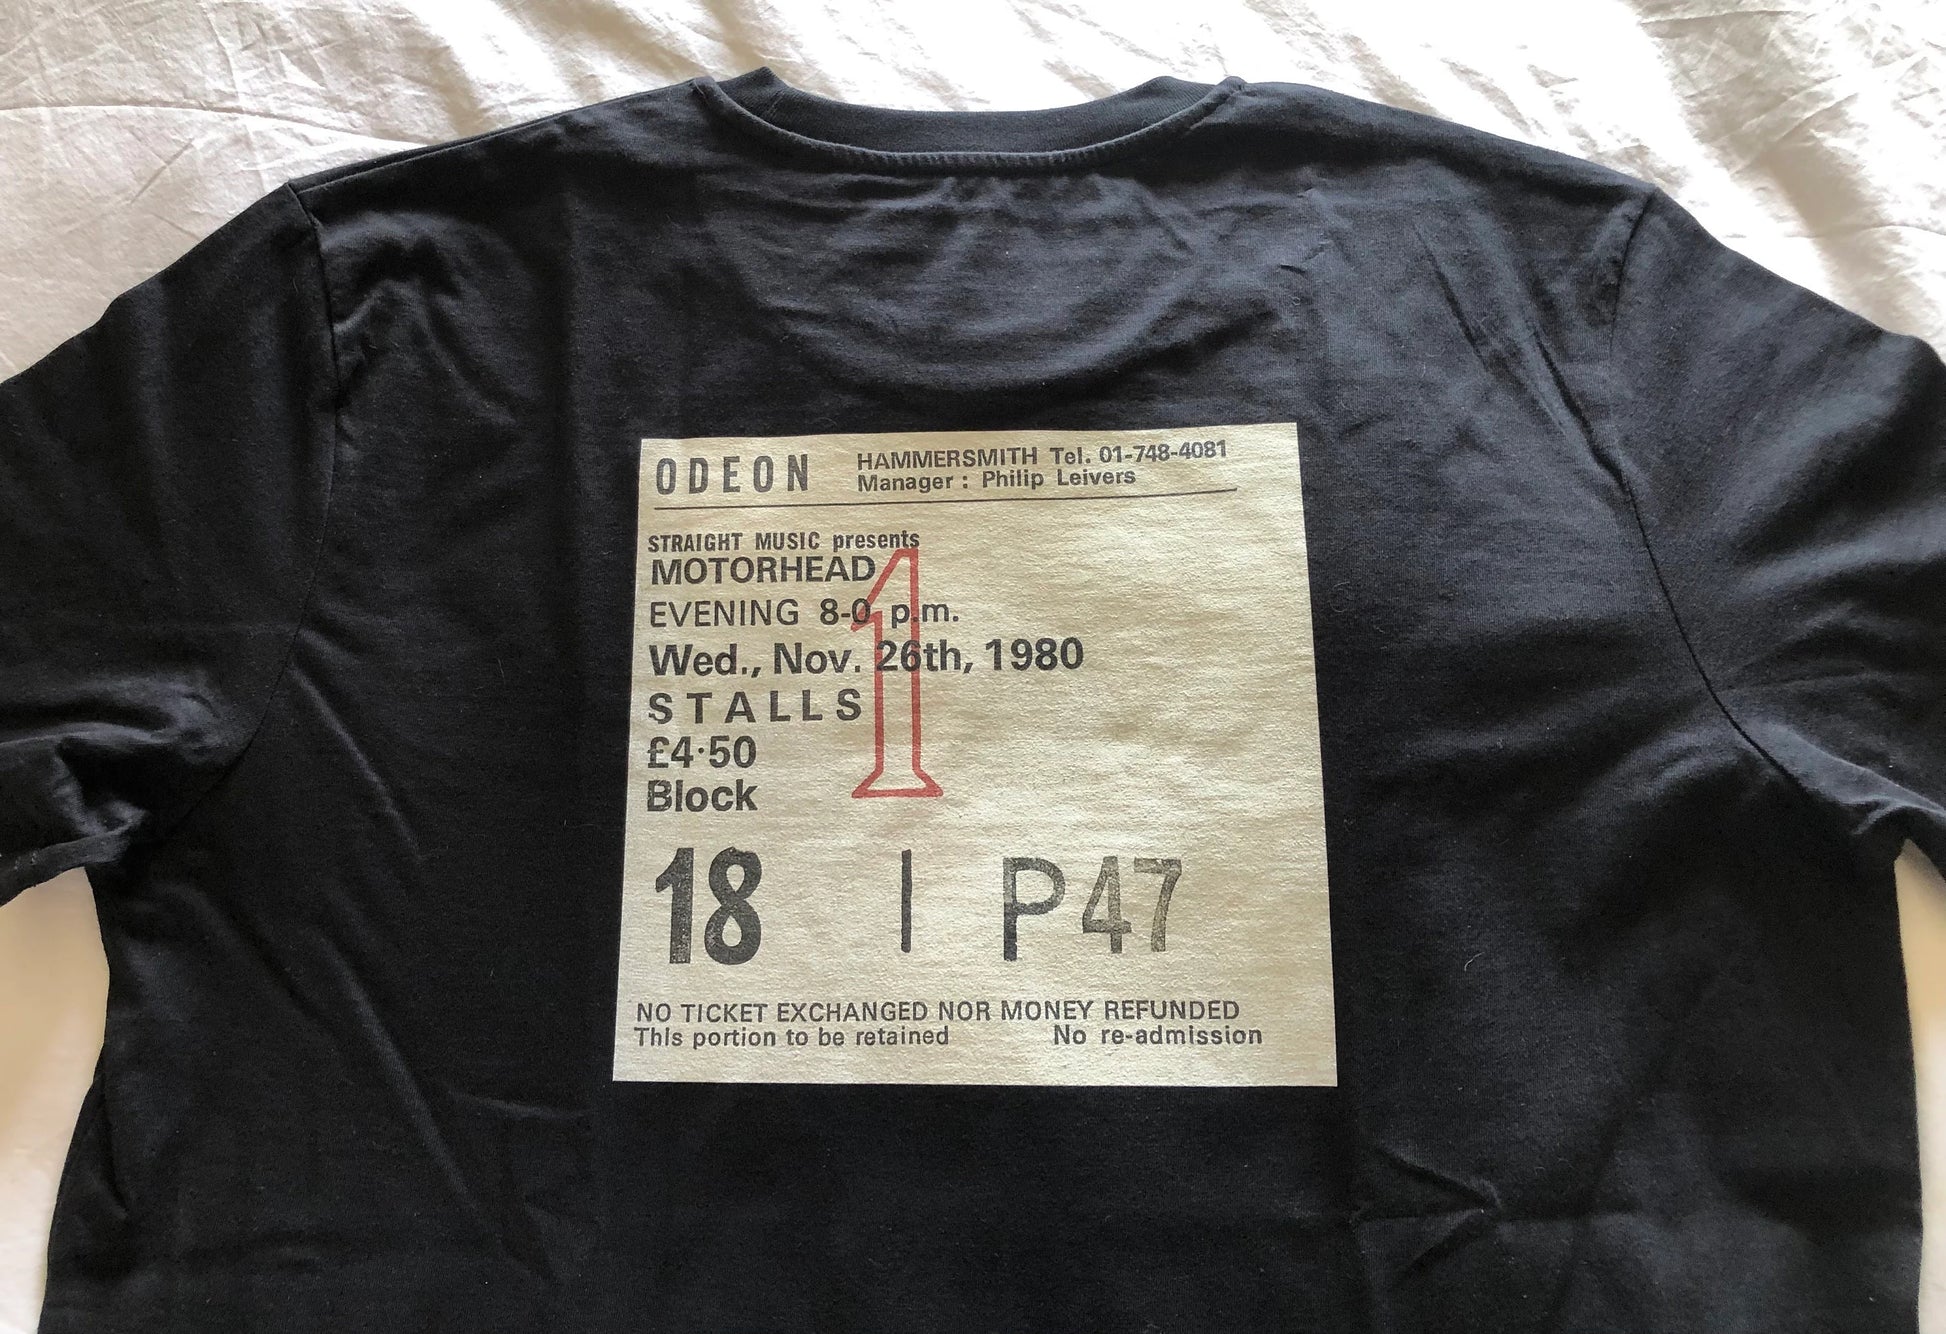 ODEON HAMMERSMITH Tel. 01-748-4081
Manager : Philip Leivers
STRAIGHT MUSIC presents
MOTORHEAD
EVENING 8-0 p.m.
Wed., Nov. 26th, 1980
STALLS
£4·50
Block
1
18 I P47
NO TICKET EXCHANGED NOR MONEY REFUNDED
This portion to be retained No re-admission